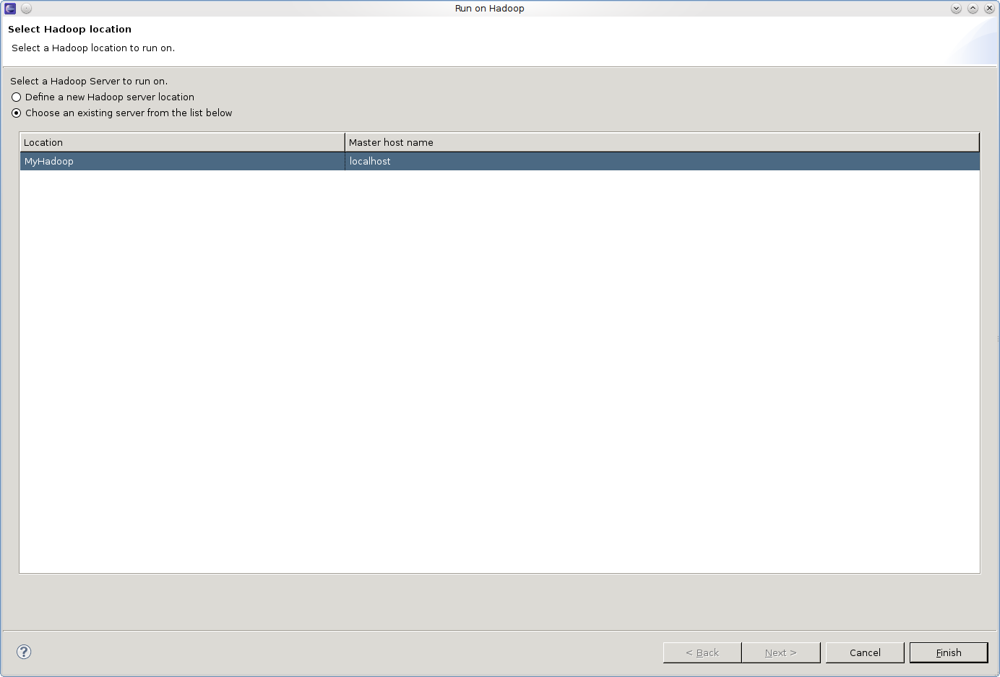 Run on Hadoop
Select Hadoop location
Select a Hadoop location to run on.
Select a Hadoop Server to run on.
Define a new Hadoop server location
Choose an existing server from the list below
Location Master host name
MyHadoop localhost
? < Back Next > Cancel Finish